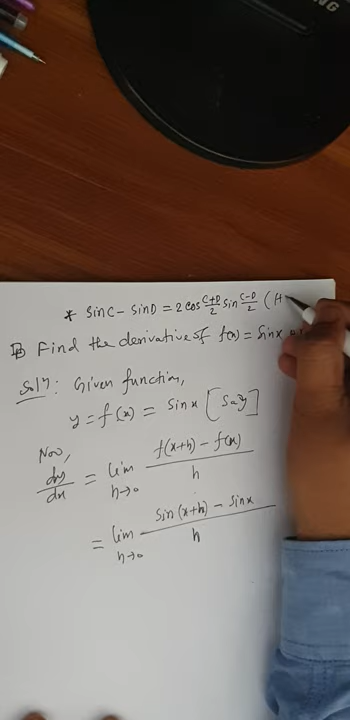 * sinC - sinD = 2 cos (C+D)/2 sin (C-D)/2 (H
Find the derivative of f(x) = sinx
Solⁿ: Given function,
y = f(x) = sinx [say]
Now,
dy/dx = lim h→0 (f(x+h) - f(x))/h
= lim h→0 (sin(x+h) - sinx)/h